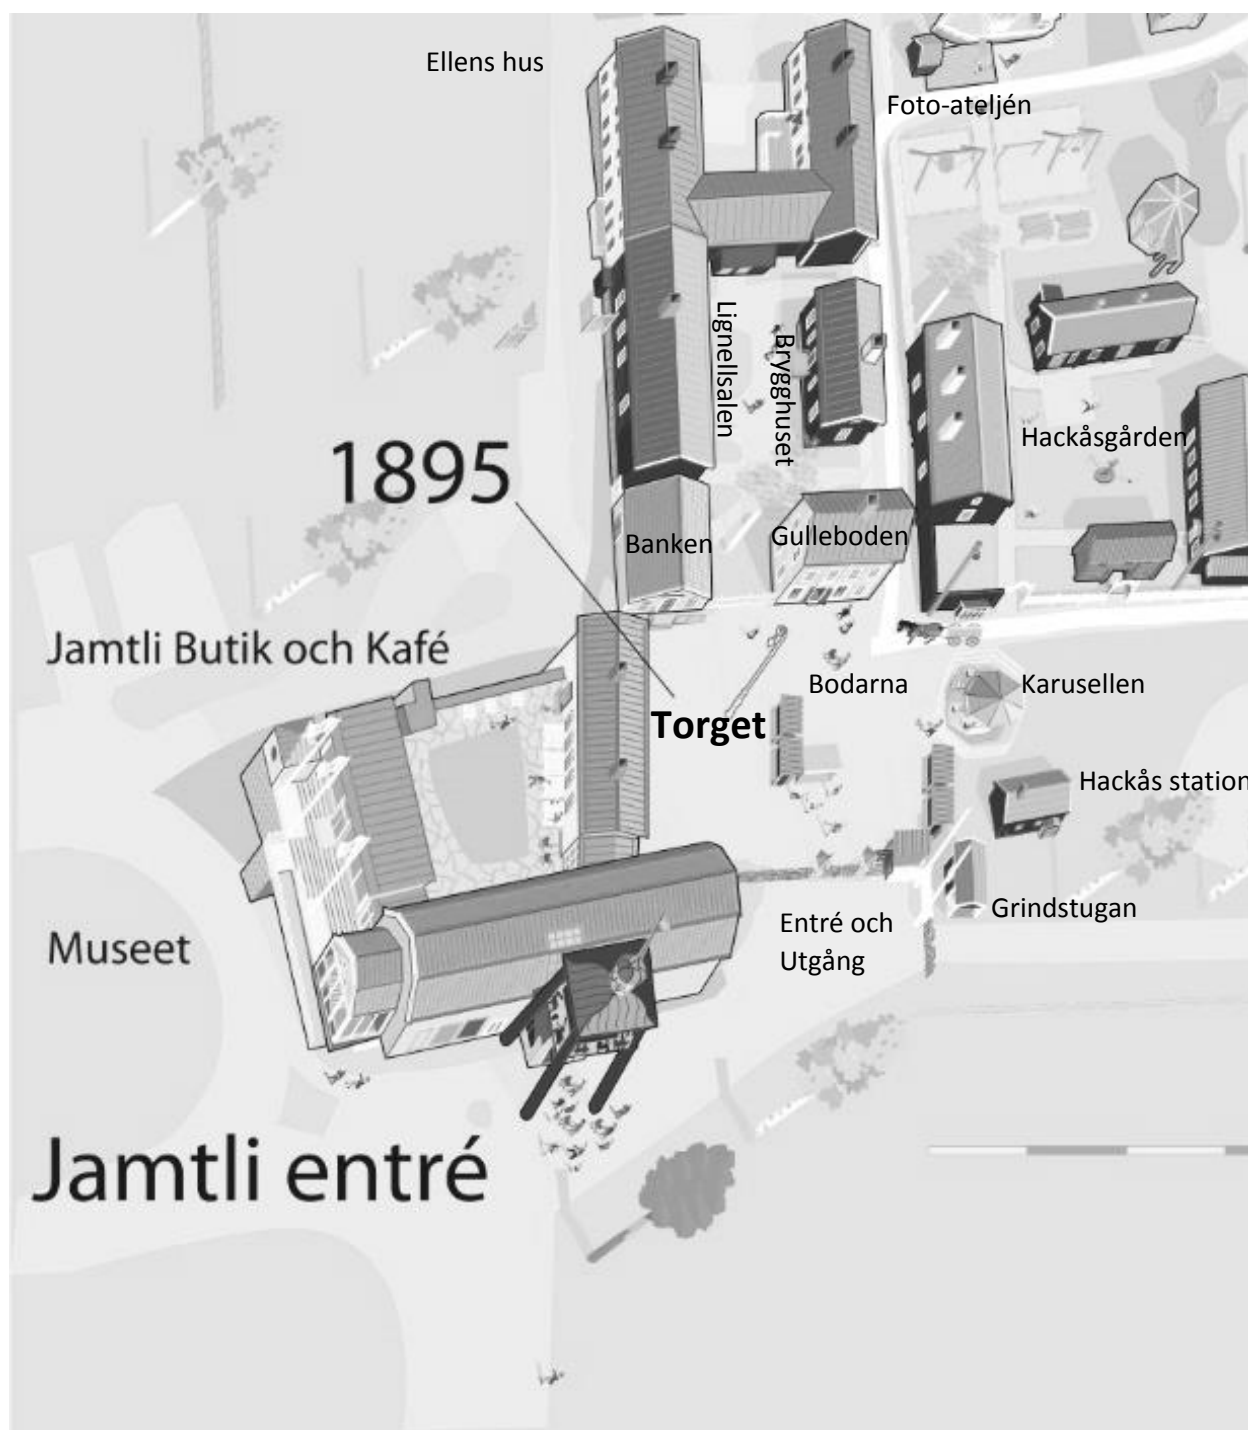 Ellens hus
Foto-ateljén
Lignellsalen
Brygghuset
Hackåsgården
1895
Banken
Gulleboden
Jamtli Butik och Kafé
Bodarna
Karusellen
Torget
Hackås station
Grindstugan
Entré och
Utgång
Museet
Jamtli entré